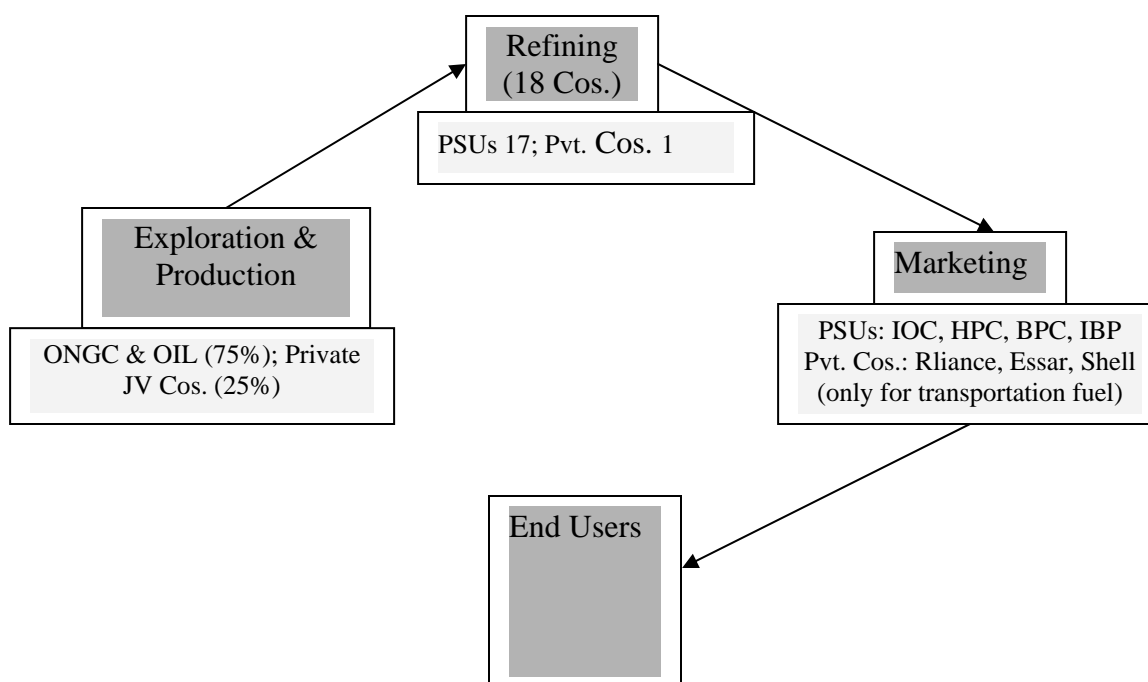 Refining
(18 Cos.)
PSUs 17; Pvt. Cos. 1
Exploration &
Production
ONGC & OIL (75%); Private
JV Cos. (25%)
Marketing
PSUs: IOC, HPC, BPC, IBP
Pvt. Cos.: Rliance, Essar, Shell
(only for transportation fuel)
End Users